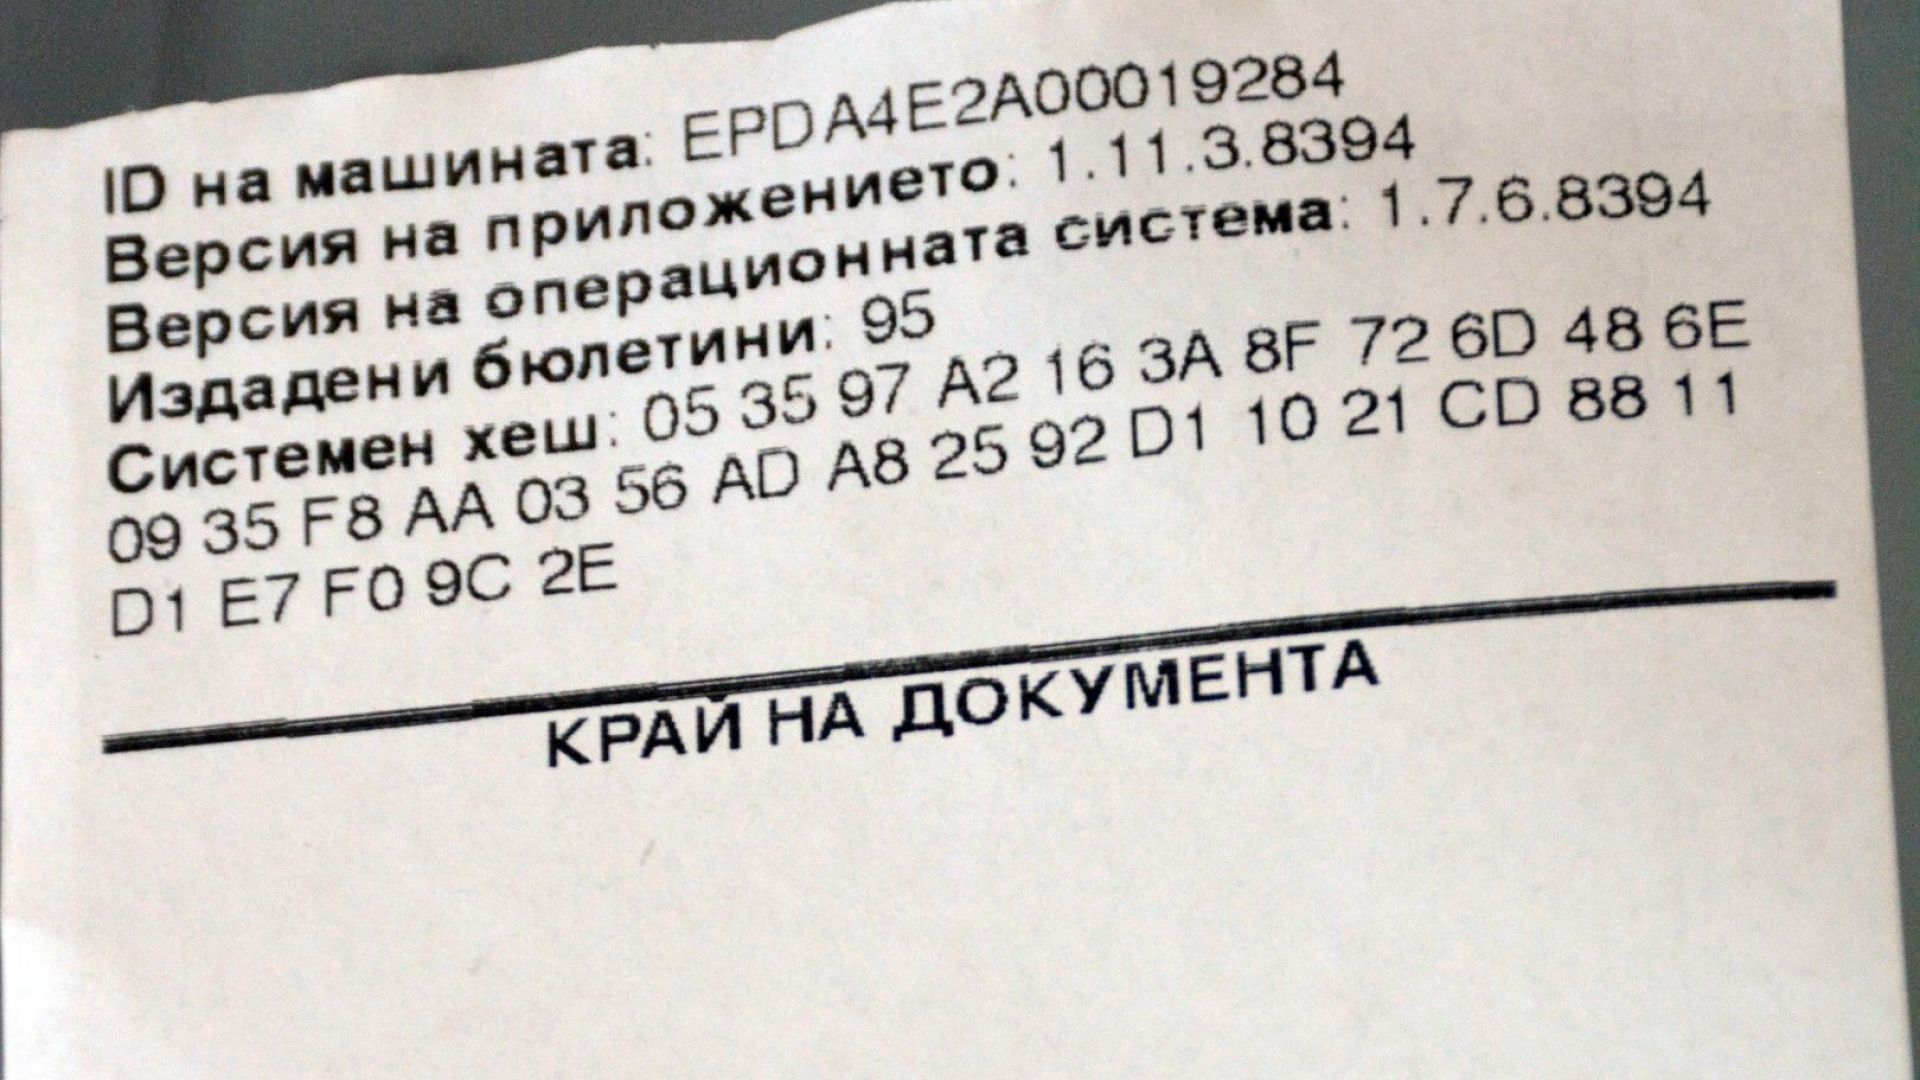 ID на машината: EPDA4E2A00019284
Версия на приложението: 1.11.3.8394
Версия на операционната система: 1.7.6.8394
Издадени бюлетини: 95
Системен хеш: 05 35 97 A2 16 3A 8F 72 6D 48 6E
09 35 F8 AA 03 56 AD A8 25 92 D1 10 21 CD 88 11
D1 E7 F0 9C 2E
КРАЙ НА ДОКУМЕНТА